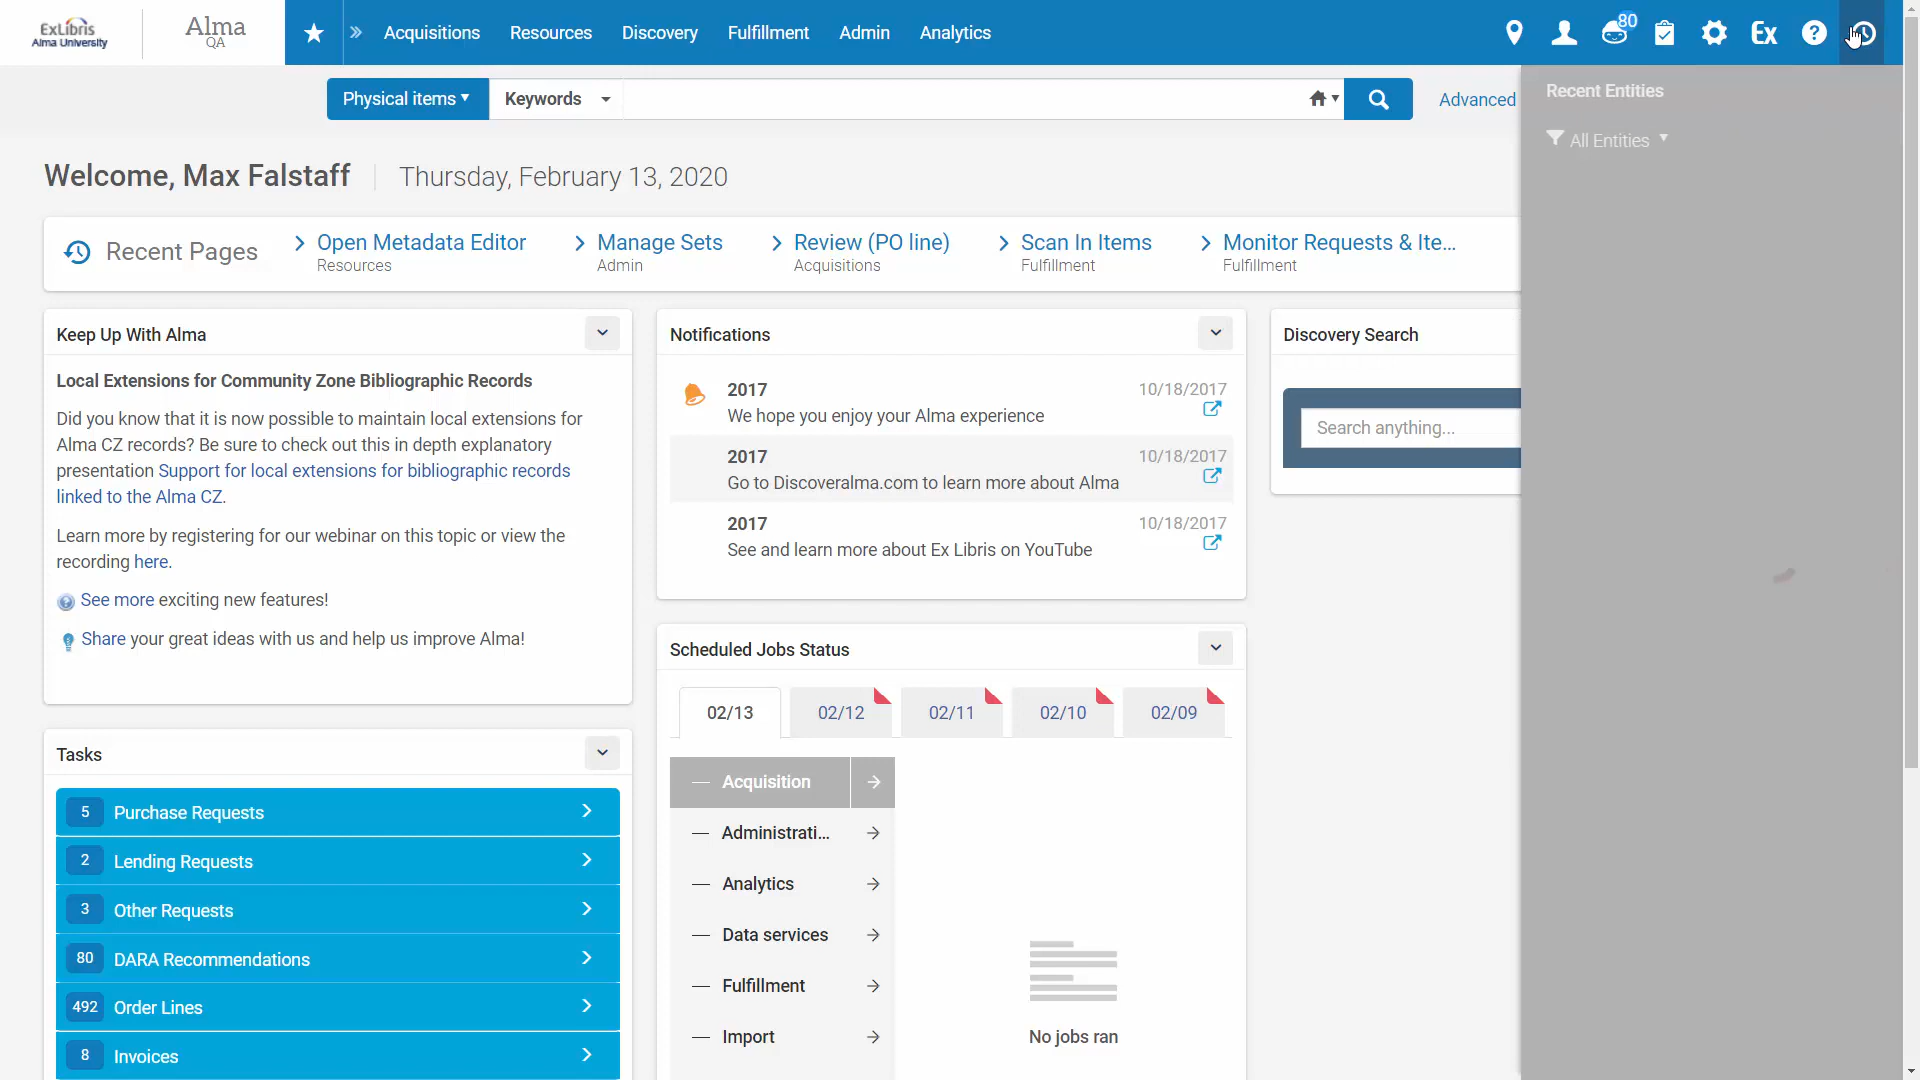 ExLibris
Alma University
Alma
QA
Acquisitions
Resources
Discovery
Fulfillment
Admin
Analytics
80
Ex
?
Physical items
Keywords
Advanced
Recent Entities
All Entities
Welcome, Max Falstaff
Thursday, February 13, 2020
Recent Pages
Open Metadata Editor
Resources
Manage Sets
Admin
Review (PO line)
Acquisitions
Scan In Items
Fulfillment
Monitor Requests & Ite...
Fulfillment
Keep Up With Alma
Local Extensions for Community Zone Bibliographic Records
Did you know that it is now possible to maintain local extensions for
Alma CZ records? Be sure to check out this in depth explanatory
presentation Support for local extensions for bibliographic records
linked to the Alma CZ.
Learn more by registering for our webinar on this topic or view the
recording here.
See more exciting new features!
Share your great ideas with us and help us improve Alma!
Tasks
5 Purchase Requests
2 Lending Requests
3 Other Requests
80 DARA Recommendations
492 Order Lines
8 Invoices
Notifications
2017 10/18/2017
We hope you enjoy your Alma experience
2017 10/18/2017
Go to Discoveralma.com to learn more about Alma
2017 10/18/2017
See and learn more about Ex Libris on YouTube
Scheduled Jobs Status
02/13 02/12 02/11 02/10 02/09
Acquisition
Administrati...
Analytics
Data services
Fulfillment
Import
No jobs ran
Discovery Search
Search anything...